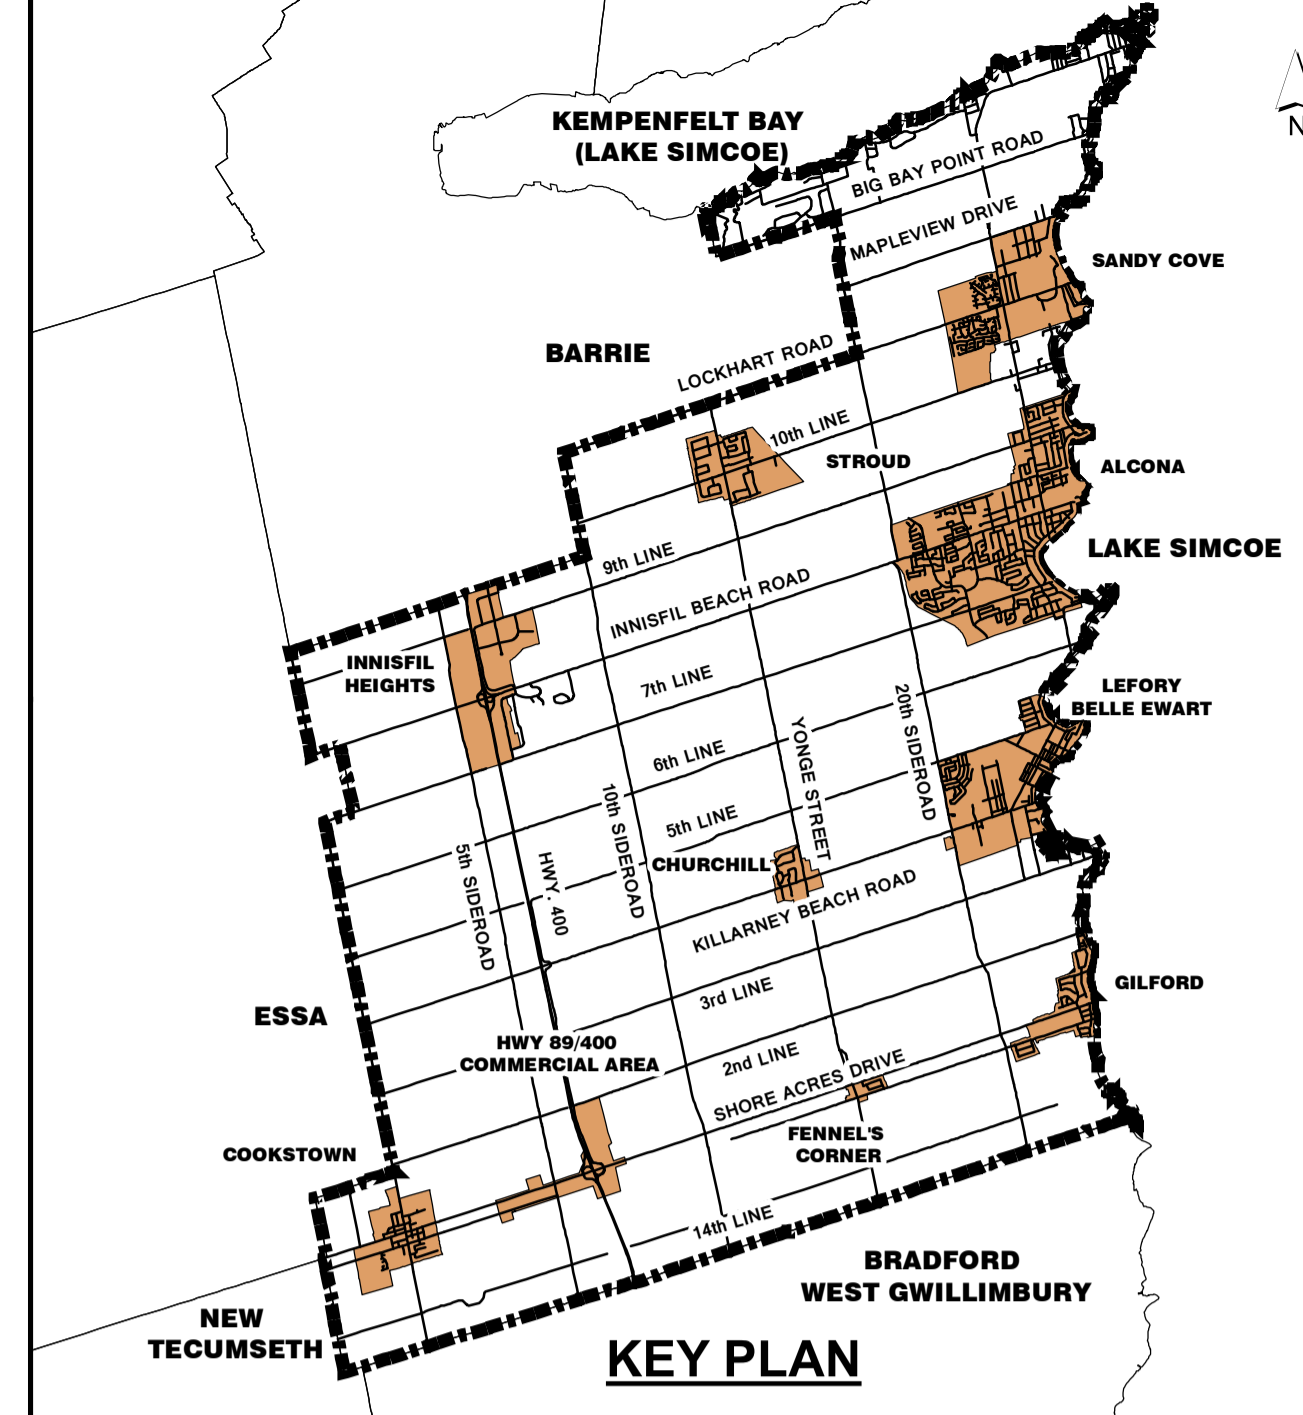 KEMPENFELT BAY
(LAKE SIMCOE)
N
BIG BAY POINT ROAD
MAPLEVIEW DRIVE
SANDY COVE
BARRIE
LOCKHART ROAD
10th LINE
STROUD
ALCONA
LAKE SIMCOE
9th LINE
INNISFIL BEACH ROAD
INNISFIL
HEIGHTS
7th LINE
LEFORY
BELLE EWART
20th SIDEROAD
YONGE STREET
6th LINE
10th SIDEROAD
5th LINE
5th SIDEROAD
HWY. 400
CHURCHILL
KILLARNEY BEACH ROAD
3rd LINE
GILFORD
ESSA
HWY 89/400
COMMERCIAL AREA
2nd LINE
SHORE ACRES DRIVE
FENNEL'S
CORNER
COOKSTOWN
14th LINE
BRADFORD
WEST GWILLIMBURY
NEW
TECUMSETH
KEY PLAN